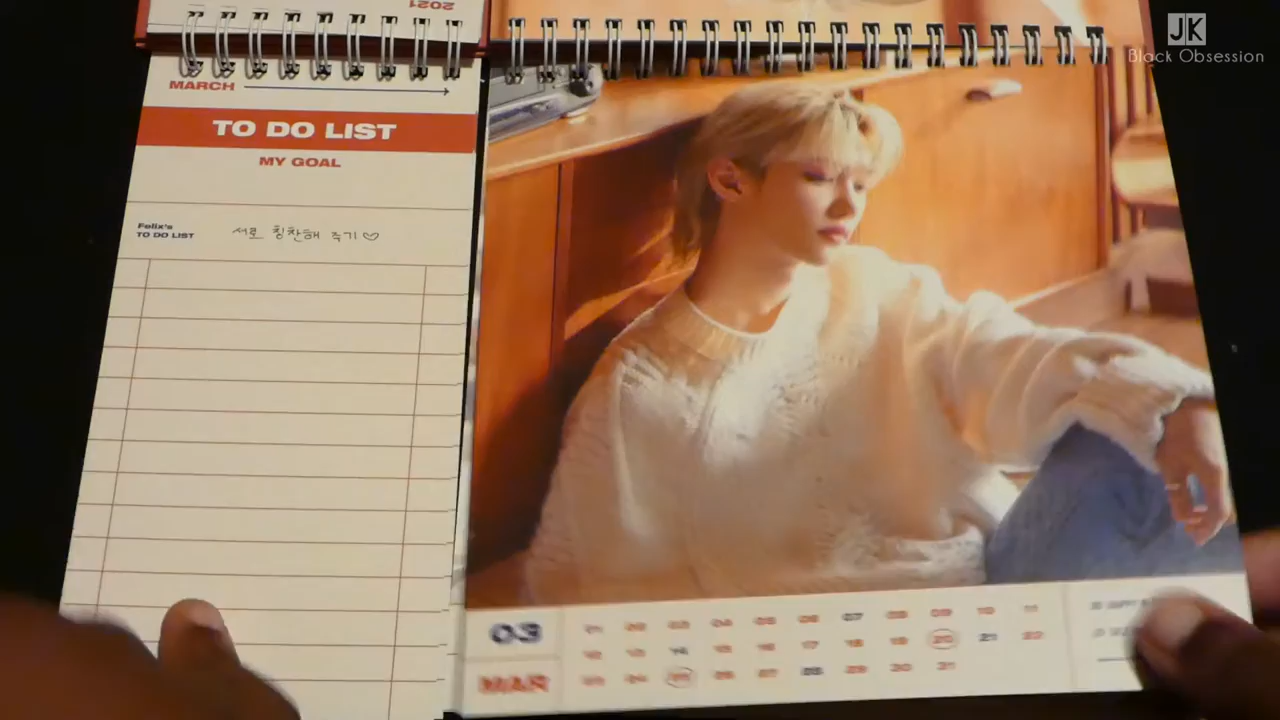 JK
Black Obsession
2021
MARCH
TO DO LIST
MY GOAL
Felix's
TO DO LIST
서로 칭찬해 주기♡
03
MAR
01 02 03 04 05 06 07 08 09 10 11
12 13 14 15 16 17 18 19 20 21 22
23 24 25 26 27 28 29 30 31